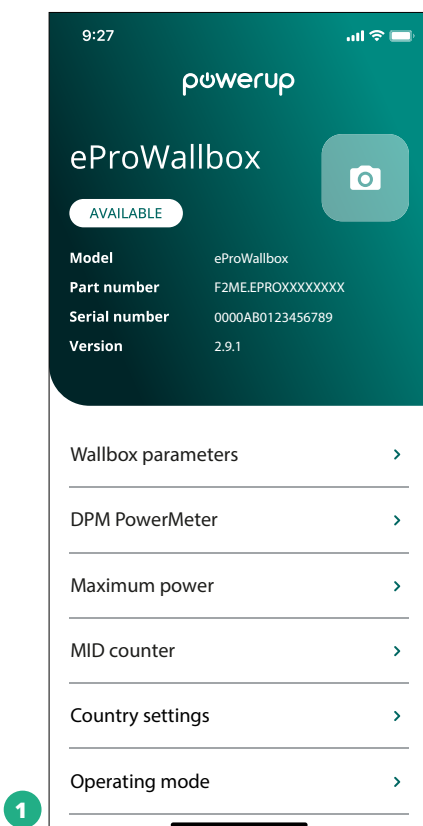 9:27
powerup
eProWallbox
AVAILABLE
Model eProWallbox
Part number F2ME.EPROXXXXXXXX
Serial number 0000AB0123456789
Version 2.9.1
Wallbox parameters
DPM PowerMeter
Maximum power
MID counter
Country settings
Operating mode
1